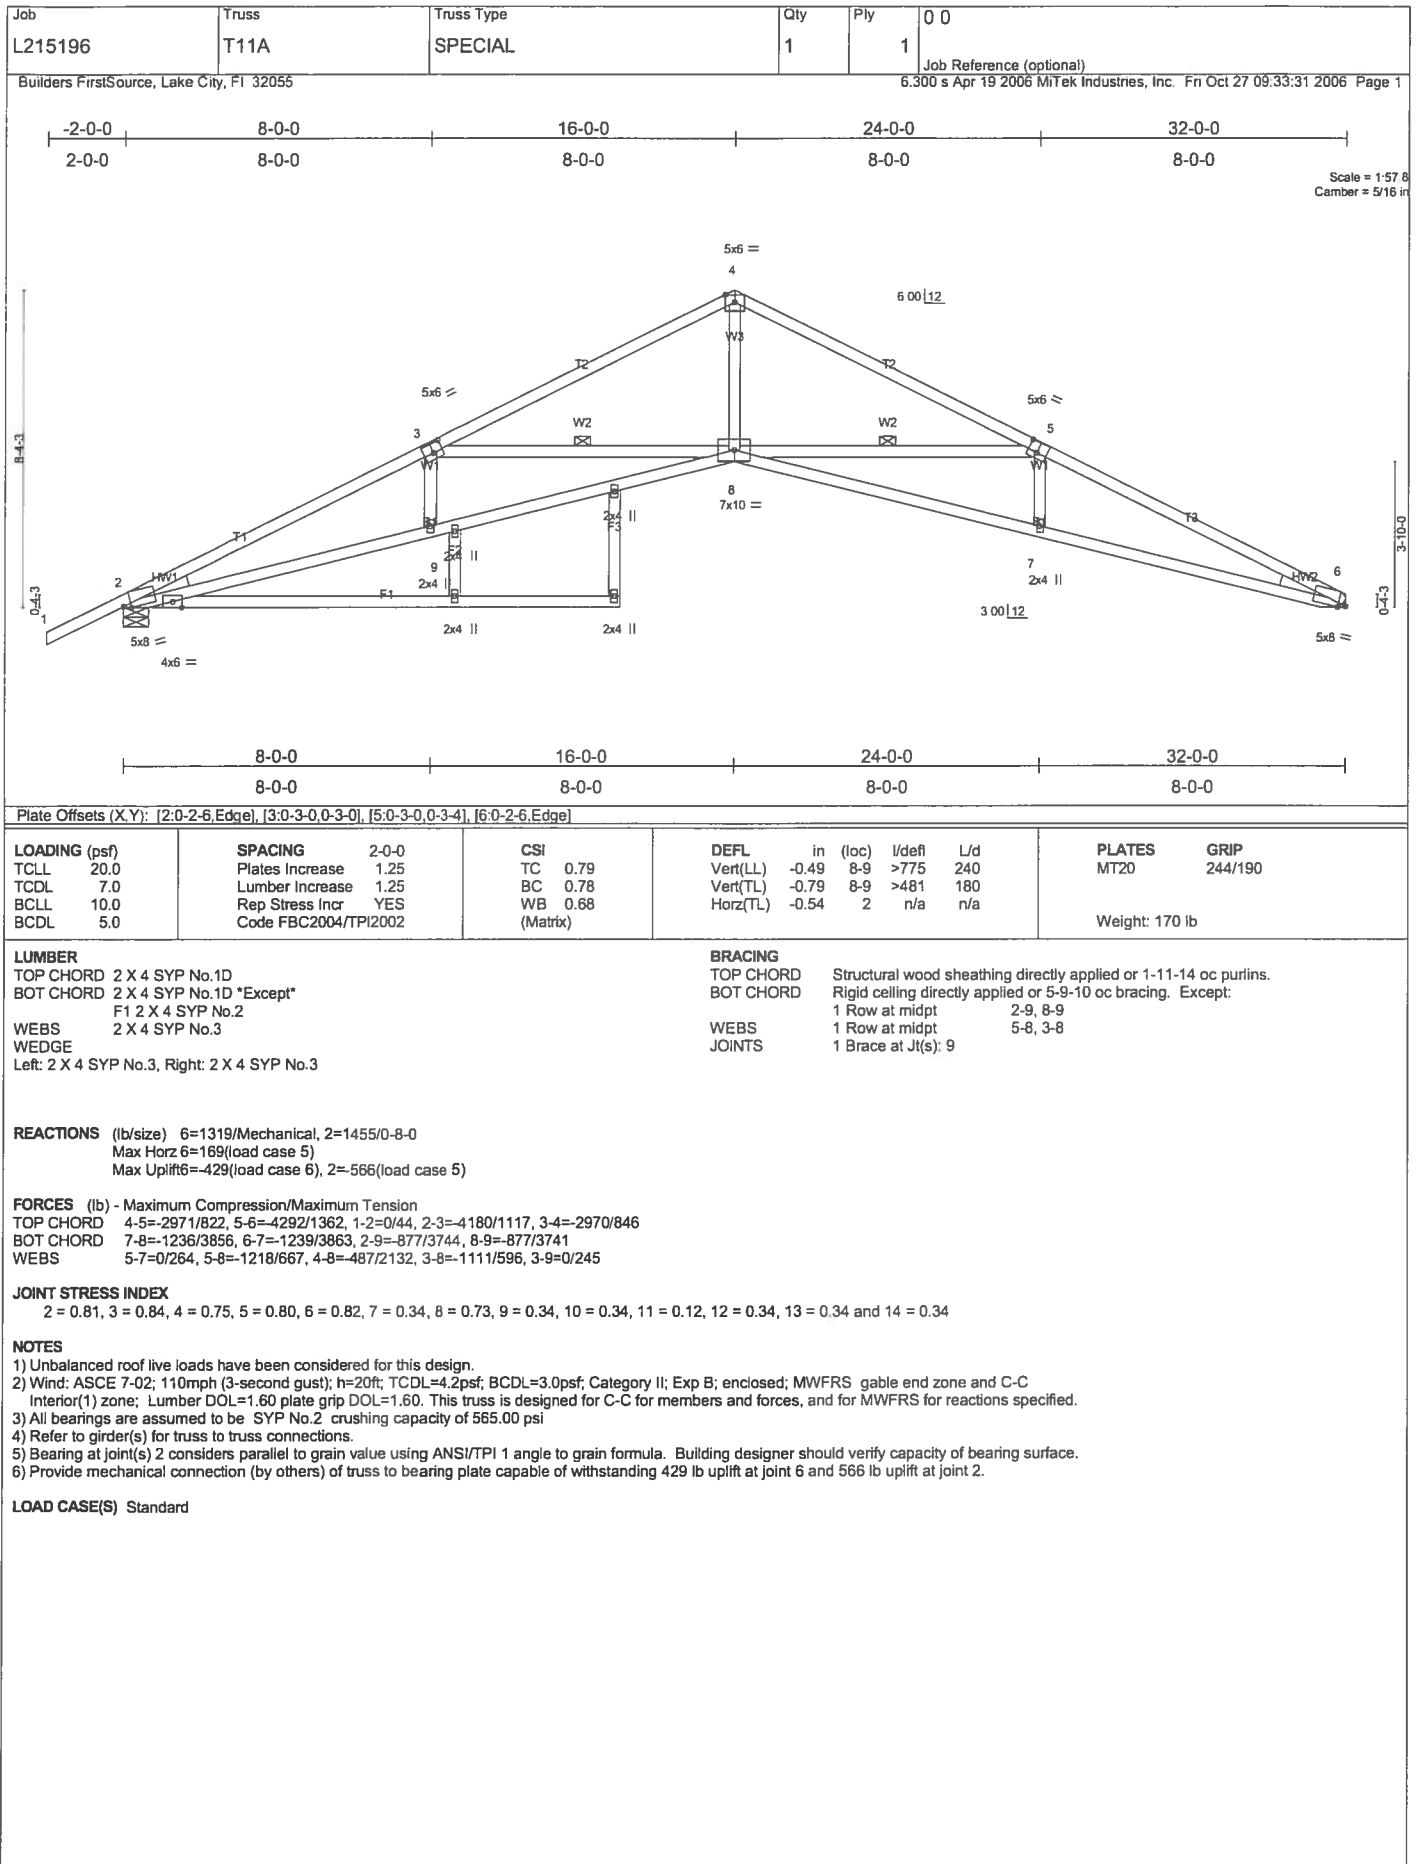 Job Truss Truss Type Qty Ply 0 0
L215196 T11A SPECIAL 1 1
Job Reference (optional)
Builders FirstSource, Lake City, Fl 32055 6.300 s Apr 19 2006 MiTek Industries, Inc. Fri Oct 27 09:33:31 2006 Page 1
-2-0-0 8-0-0 16-0-0 24-0-0 32-0-0
2-0-0 8-0-0 8-0-0 8-0-0 8-0-0
Scale = 1:57.8
Camber = 5/16 in
5x6 =
4
6.00 12
W3
T2 T2
5x6 5x6
W2 W2
3 5
8-4-3
W1 W1
8
7x10 =
2x4 ||
F3
T1 T3
3-10-0
2x4 ||
9 7
2 HW1 2x4 || 2x4 || HW2 6
F1
0-4-3 0-4-3
1 3.00 12
5x8 = 2x4 || 2x4 || 5x8 =
4x6 =
8-0-0 16-0-0 24-0-0 32-0-0
8-0-0 8-0-0 8-0-0 8-0-0
Plate Offsets (X,Y): [2:0-2-6,Edge], [3:0-3-0,0-3-0], [5:0-3-0,0-3-4], [6:0-2-6,Edge]
LOADING (psf) SPACING 2-0-0 CSI DEFL in (loc) l/defl L/d PLATES GRIP
TCLL 20.0 Plates Increase 1.25 TC 0.79 Vert(LL) -0.49 8-9 >775 240 MT20 244/190
TCDL 7.0 Lumber Increase 1.25 BC 0.78 Vert(TL) -0.79 8-9 >481 180
BCLL 10.0 Rep Stress Incr YES WB 0.68 Horz(TL) -0.54 2 n/a n/a
BCDL 5.0 Code FBC2004/TPI2002 (Matrix) Weight: 170 lb
LUMBER BRACING
TOP CHORD 2 X 4 SYP No.1D TOP CHORD Structural wood sheathing directly applied or 1-11-14 oc purlins.
BOT CHORD 2 X 4 SYP No.1D *Except* BOT CHORD Rigid ceiling directly applied or 5-9-10 oc bracing. Except:
F1 2 X 4 SYP No.2 1 Row at midpt 2-9, 8-9
WEBS 2 X 4 SYP No.3 WEBS 1 Row at midpt 5-8, 3-8
WEDGE JOINTS 1 Brace at Jt(s): 9
Left: 2 X 4 SYP No.3, Right: 2 X 4 SYP No.3
REACTIONS (lb/size) 6=1319/Mechanical, 2=1455/0-8-0
Max Horz 6=169(load case 5)
Max Uplift6=-429(load case 6), 2=-566(load case 5)
FORCES (lb) - Maximum Compression/Maximum Tension
TOP CHORD 4-5=-2971/822, 5-6=-4292/1362, 1-2=0/44, 2-3=-4180/1117, 3-4=-2970/846
BOT CHORD 7-8=-1236/3856, 6-7=-1239/3863, 2-9=-877/3744, 8-9=-877/3741
WEBS 5-7=0/264, 5-8=-1218/667, 4-8=-487/2132, 3-8=-1111/596, 3-9=0/245
JOINT STRESS INDEX
2 = 0.81, 3 = 0.84, 4 = 0.75, 5 = 0.80, 6 = 0.82, 7 = 0.34, 8 = 0.73, 9 = 0.34, 10 = 0.34, 11 = 0.12, 12 = 0.34, 13 = 0.34 and 14 = 0.34
NOTES
1) Unbalanced roof live loads have been considered for this design.
2) Wind: ASCE 7-02; 110mph (3-second gust); h=20ft; TCDL=4.2psf; BCDL=3.0psf; Category II; Exp B; enclosed; MWFRS gable end zone and C-C
Interior(1) zone; Lumber DOL=1.60 plate grip DOL=1.60. This truss is designed for C-C for members and forces, and for MWFRS for reactions specified.
3) All bearings are assumed to be SYP No.2 crushing capacity of 565.00 psi
4) Refer to girder(s) for truss to truss connections.
5) Bearing at joint(s) 2 considers parallel to grain value using ANSI/TPI 1 angle to grain formula. Building designer should verify capacity of bearing surface.
6) Provide mechanical connection (by others) of truss to bearing plate capable of withstanding 429 lb uplift at joint 6 and 566 lb uplift at joint 2.
LOAD CASE(S) Standard